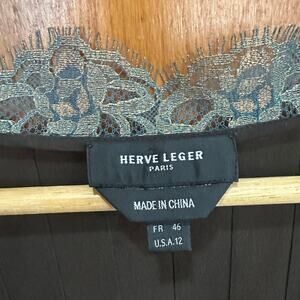 HERVE LEGER
PARIS
MADE IN CHINA
FR 46
U.S.A. 12